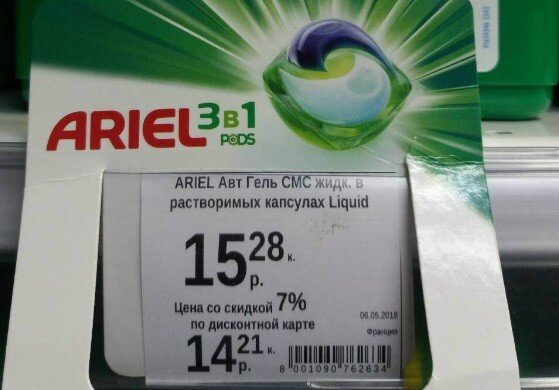 ARIEL 3в1
PODS
ARIEL Авт Гель СМС жидк. в
растворимых капсулах Liquid
15 28 к.
р.
Цена со скидкой 7%
по дисконтной карте
14 21 к.
р.
06.05.2018
Франция
8 001090 762634